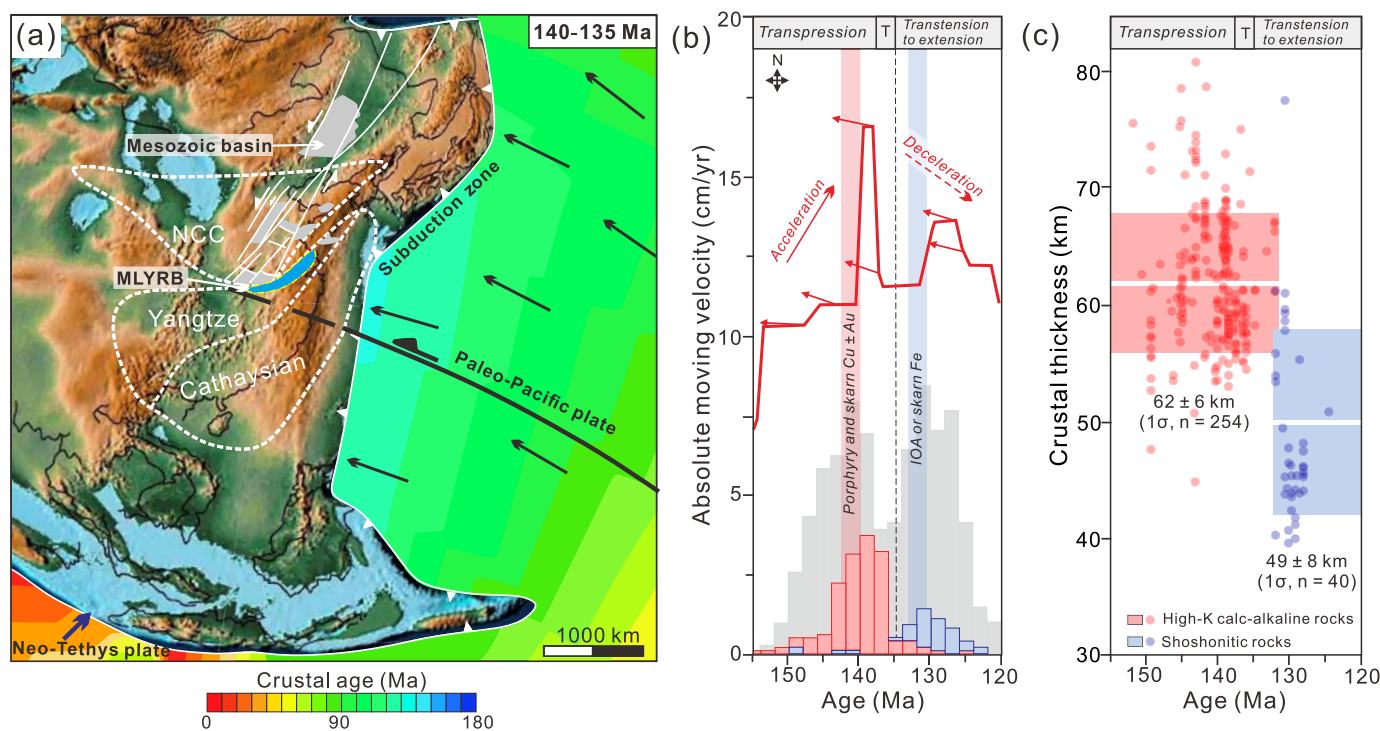 (a)
140-135 Ma
Mesozoic basin
NCC
MLYRB
Yangtze
Cathaysian
Subduction zone
Paleo-Pacific plate
Neo-Tethys plate
1000 km
Crustal age (Ma)
0 90 180
(b)
Transpression T Transtension
to extension
N
Absolute moving velocity (cm/yr)
20
15
10
5
0
Acceleration
Deceleration
Porphyry and skarn Cu ± Au
IOA or skarn Fe
150 140 130 120
Age (Ma)
(c)
Transpression T Transtension
to extension
Crustal thickness (km)
80
70
60
50
40
30
62 ± 6 km
(1σ, n = 254)
49 ± 8 km
(1σ, n = 40)
High-K calc-alkaline rocks
Shoshonitic rocks
150 140 130 120
Age (Ma)